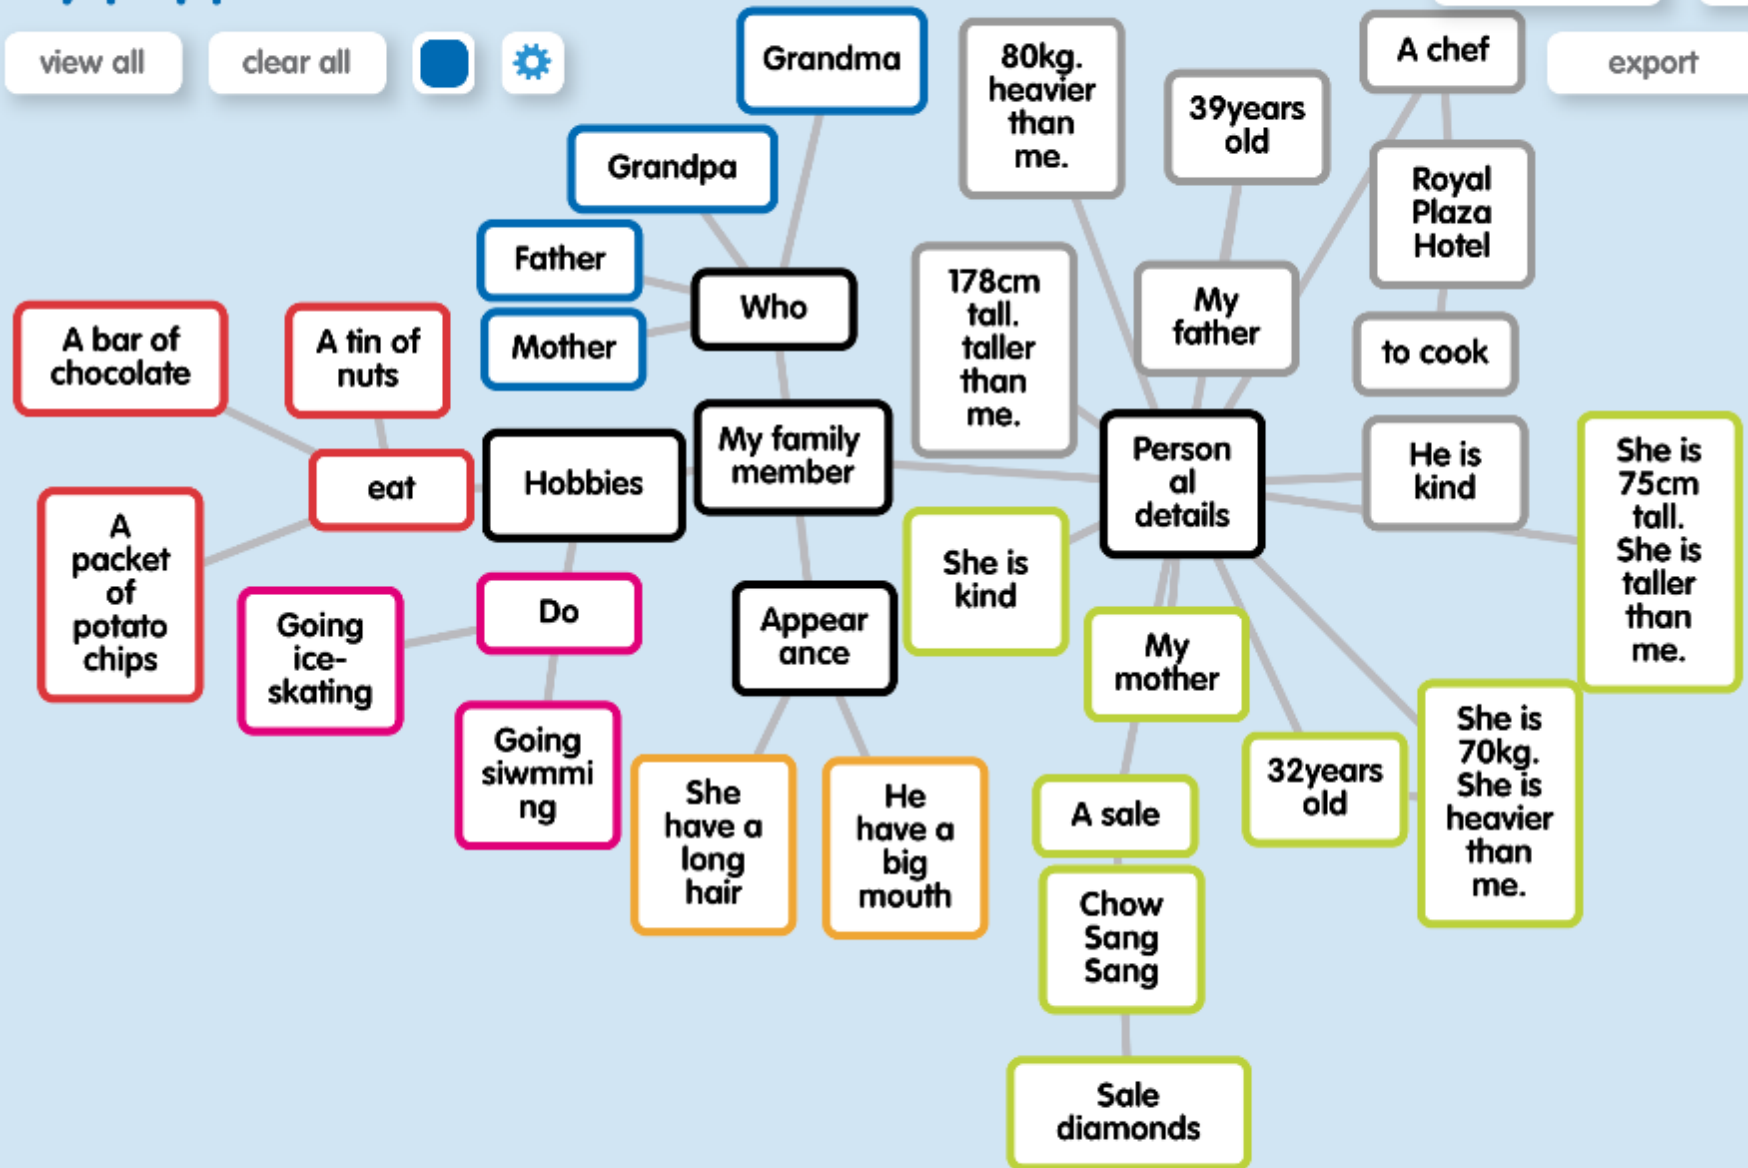 view all
clear all
export
Grandma
Grandpa
Father
Mother
Who
80kg.
heavier
than
me.
39years
old
A chef
Royal
Plaza
Hotel
to cook
178cm
tall.
taller
than
me.
My
father
A bar of
chocolate
A tin of
nuts
eat
A
packet
of
potato
chips
Hobbies
My family
member
Person
al
details
He is
kind
She is
75cm
tall.
She is
taller
than
me.
Going
ice-
skating
Do
Going
siwmmi
ng
Appear
ance
She
have a
long
hair
He
have a
big
mouth
She is
kind
My
mother
A sale
Chow
Sang
Sang
Sale
diamonds
32years
old
She is
70kg.
She is
heavier
than
me.